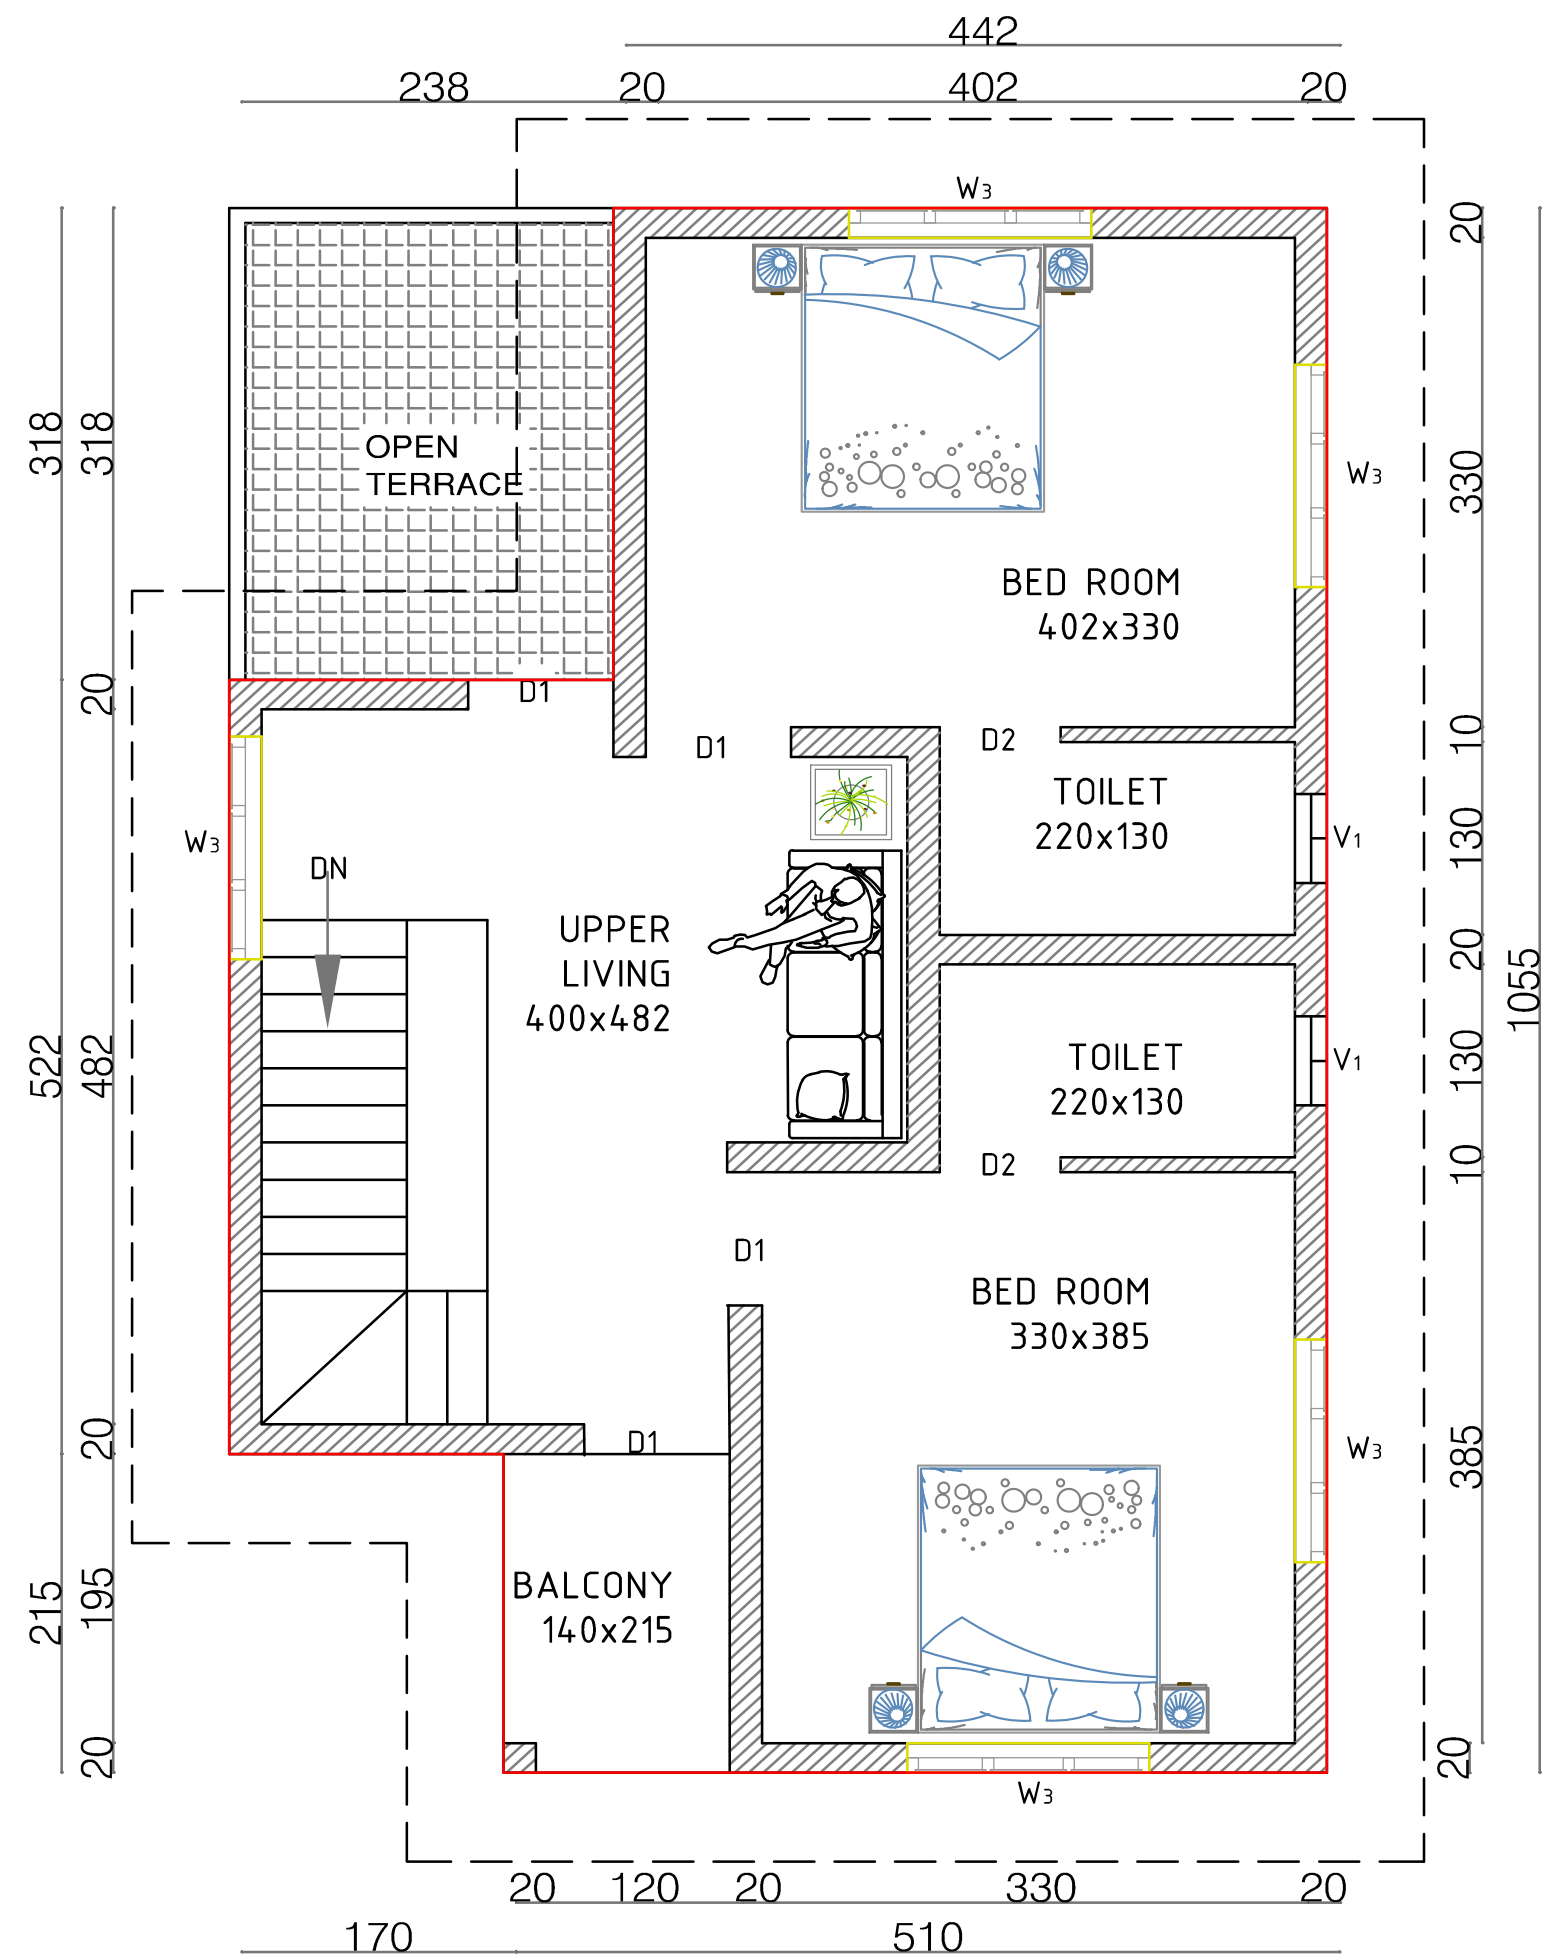 442
238
20
402
20
W3
20
318
318
OPEN
TERRACE
330
W3
BED ROOM
402x330
20
D1
D1
D2
10
TOILET
220x130
130
V1
W3
DN
UPPER
LIVING
400x482
20
1055
522
482
TOILET
220x130
130
V1
D2
10
D1
BED ROOM
330x385
20
D1
W3
385
BALCONY
140x215
215
195
20
W3
20
20
120
20
330
20
170
510